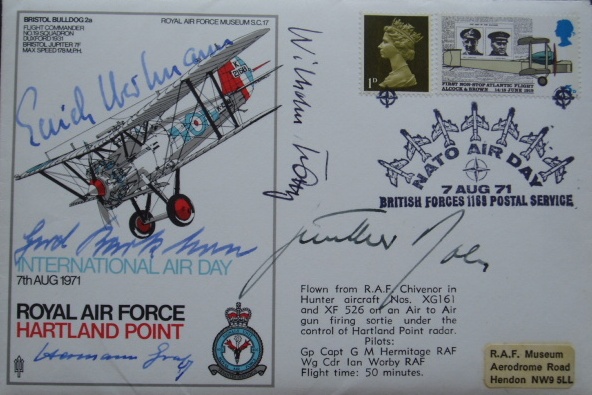 BRISTOL BULLDOG 2a
FLIGHT COMMANDER
No.19 SQUADRON
DUXFORD 1931
BRISTOL JUPITER 7F
MAX SPEED 178 M.P.H.
ROYAL AIR FORCE MUSEUM S.C.17
Erich Hartmann
Gerd Barkhorn
INTERNATIONAL AIR DAY
7th AUG 1971
ROYAL AIR FORCE
HARTLAND POINT
Hermann Graf
Wilhelm
Günther
1D
FIRST NON-STOP ATLANTIC FLIGHT
ALCOCK & BROWN 14-15 JUNE 1919
NATO AIR DAY
7 AUG 71
BRITISH FORCES 1168 POSTAL SERVICE
Flown from R.A.F. Chivenor in
Hunter aircraft Nos. XG161
and XF 526 on an Air to Air
gun firing sortie under the
control of Hartland Point radar.
Pilots:
Gp Capt G M Hermitage RAF
Wg Cdr Ian Worby RAF
Flight time: 50 minutes.
R.A.F. Museum
Aerodrome Road
Hendon NW9 5LL